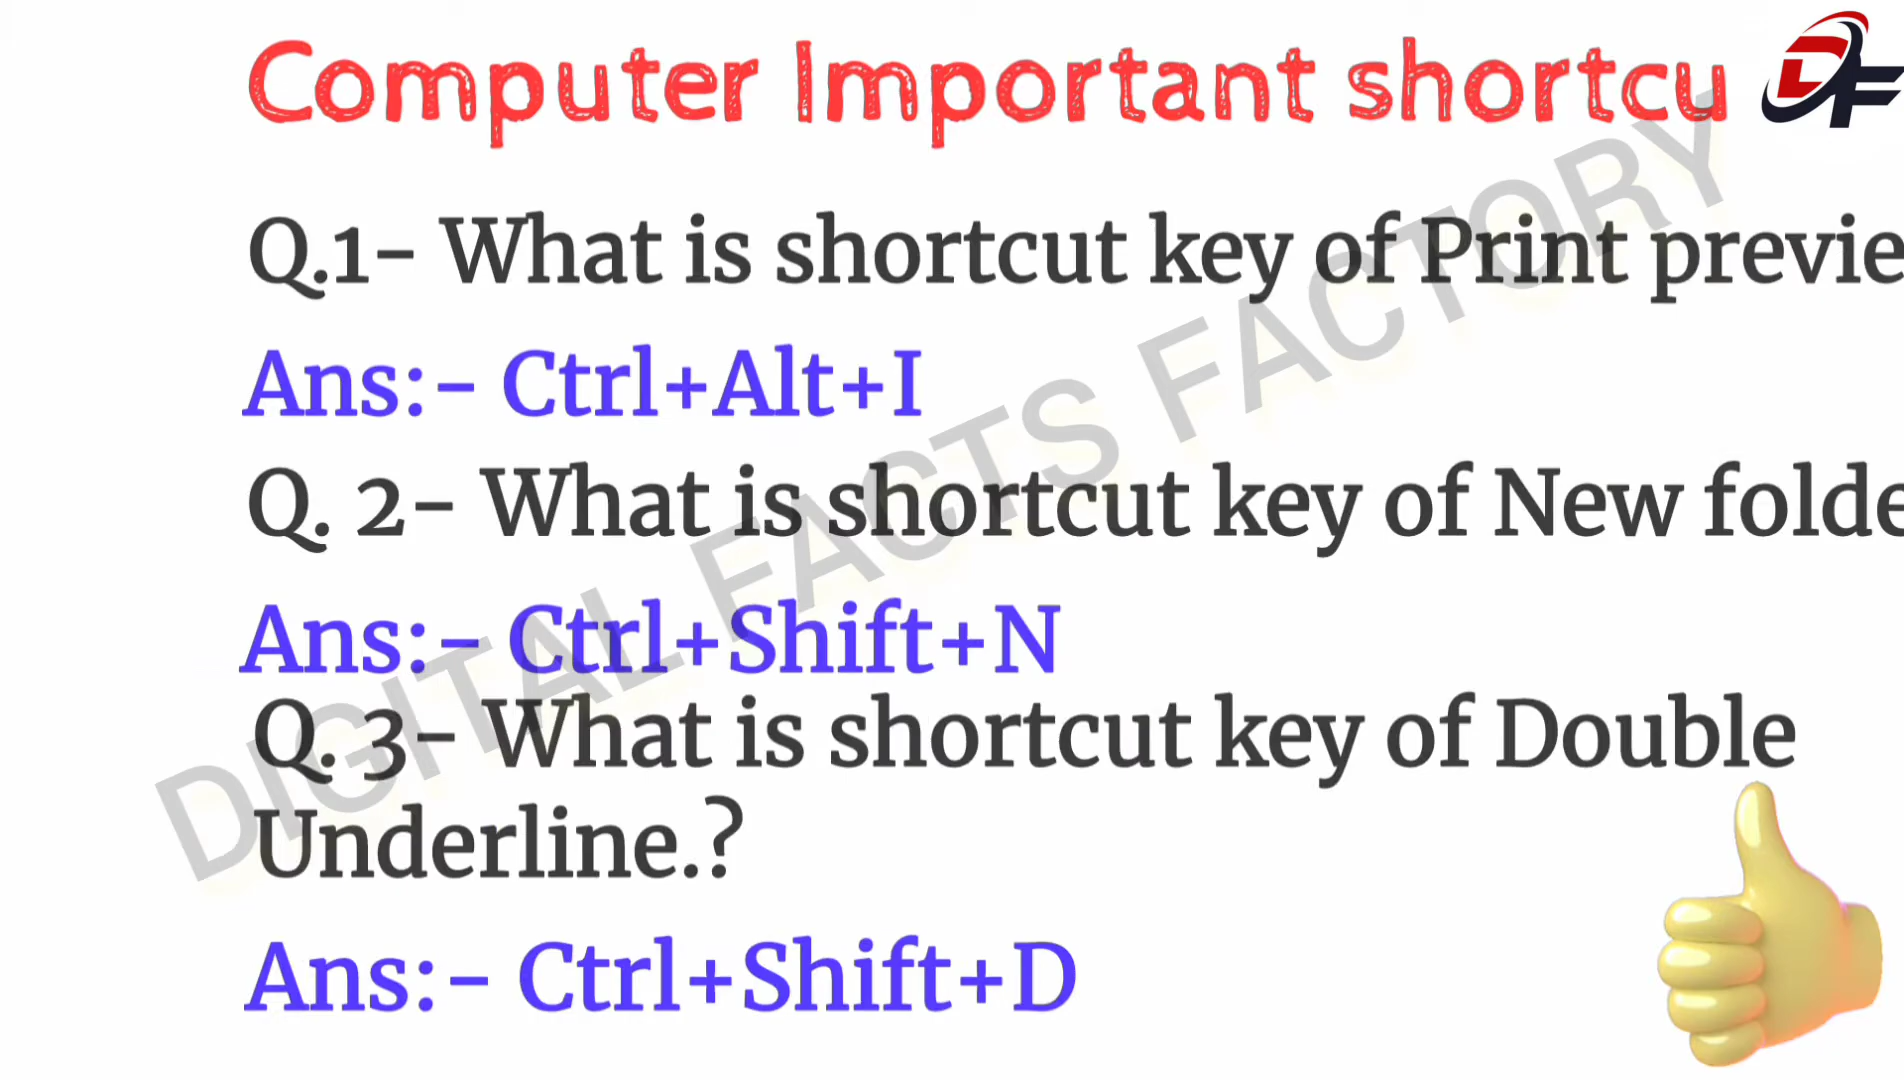 Computer Important shortcu
DF
Q.1- What is shortcut key of Print previe
Ans:- Ctrl+Alt+I
Q. 2- What is shortcut key of New folde
Ans:- Ctrl+Shift+N
Q. 3- What is shortcut key of Double
Underline.?
Ans:- Ctrl+Shift+D
DIGITAL FACTS FACTORY